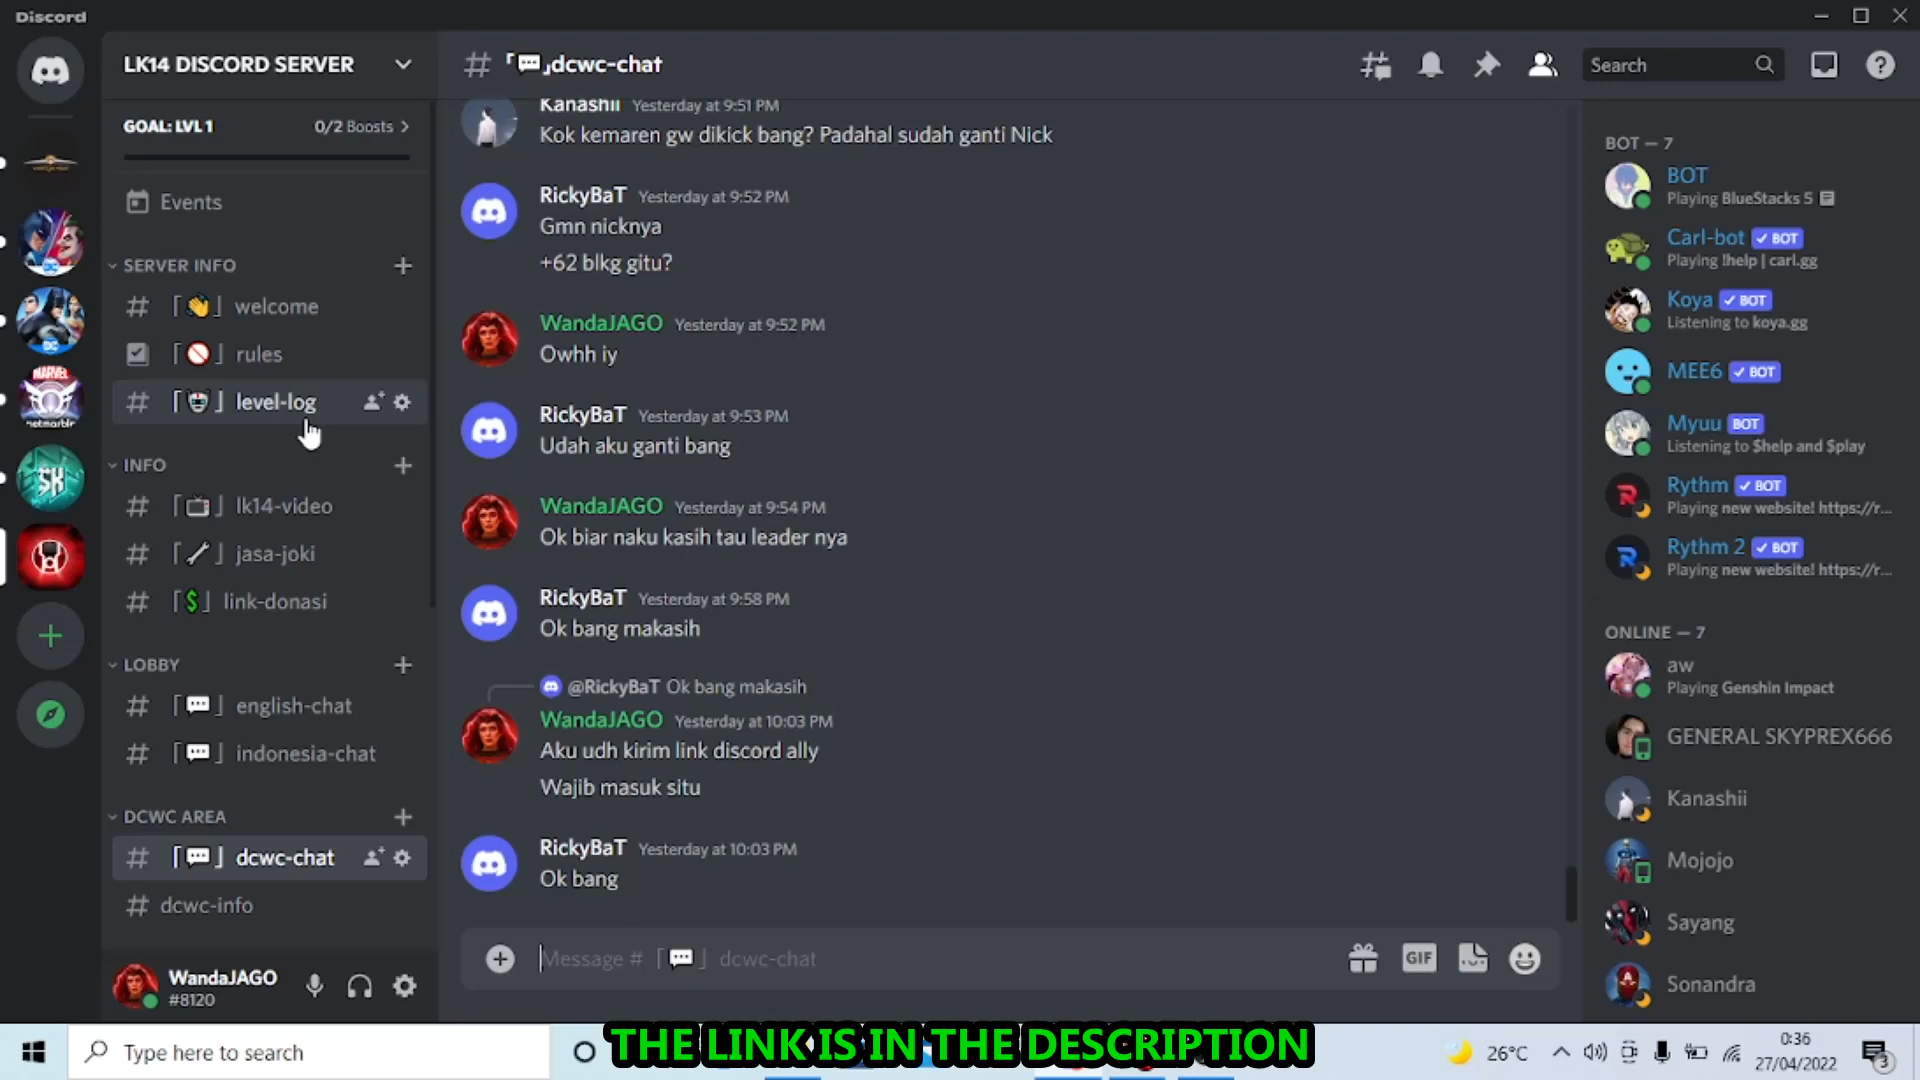 Discord
LK14 DISCORD SERVER
GOAL: LVL 1
0/2 Boosts
Events
SERVER INFO
# 「👋」 welcome
「🚫」 rules
# 「🤡」 level-log
INFO
# 「📺」 lk14-video
# 「🔧」 jasa-joki
# 「💲」 link-donasi
LOBBY
# 「💬」 english-chat
# 「💬」 indonesia-chat
DCWC AREA
# 「💬」 dcwc-chat
# dcwc-info
WandaJAGO
#8120
# 「💬」dcwc-chat
Search
Kanashii Yesterday at 9:51 PM
Kok kemaren gw dikick bang? Padahal sudah ganti Nick
RickyBaT Yesterday at 9:52 PM
Gmn nicknya
+62 blkg gitu?
WandaJAGO Yesterday at 9:52 PM
Owhh iy
RickyBaT Yesterday at 9:53 PM
Udah aku ganti bang
WandaJAGO Yesterday at 9:54 PM
Ok biar naku kasih tau leader nya
RickyBaT Yesterday at 9:58 PM
Ok bang makasih
@RickyBaT Ok bang makasih
WandaJAGO Yesterday at 10:03 PM
Aku udh kirim link discord ally
Wajib masuk situ
RickyBaT Yesterday at 10:03 PM
Ok bang
Message # 「💬」 dcwc-chat
GIF
BOT — 7
BOT
Playing BlueStacks 5
Carl-bot ✓ BOT
Playing !help | carl.gg
Koya ✓ BOT
Listening to koya.gg
MEE6 ✓ BOT
Myuu BOT
Listening to $help and $play
Rythm ✓ BOT
Playing new website! https://r...
Rythm 2 ✓ BOT
Playing new website! https://r...
ONLINE — 7
aw
Playing Genshin Impact
GENERAL SKYPREX666
Kanashii
Mojojo
Sayang
Sonandra
MARVEL
netmarble
DC
DC
SK
Type here to search
THE LINK IS IN THE DESCRIPTION
26°C
0:36
27/04/2022
3